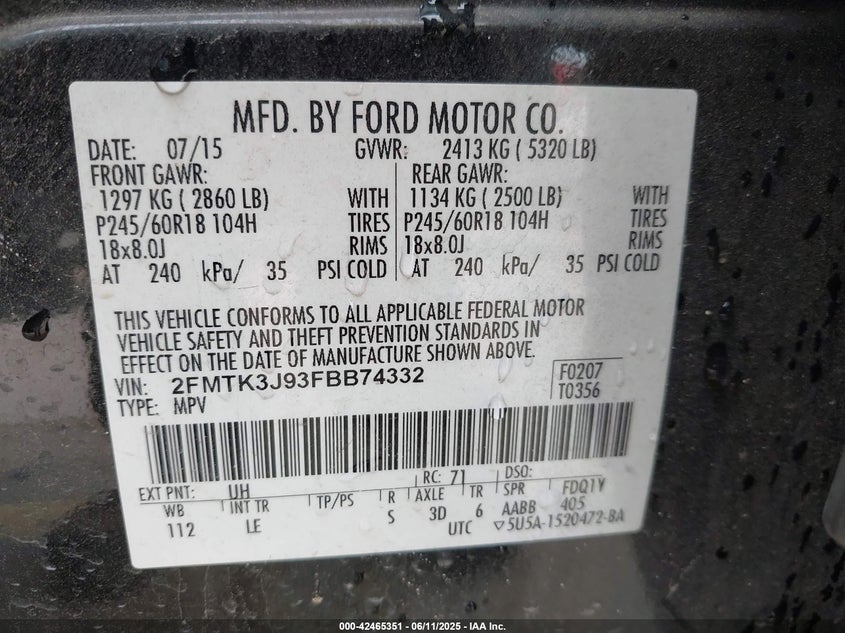 MFD. BY FORD MOTOR CO.
DATE: 07/15 GVWR: 2413 KG ( 5320 LB)
FRONT GAWR: REAR GAWR:
1297 KG ( 2860 LB) WITH 1134 KG ( 2500 LB) WITH
P245/60R18 104H TIRES P245/60R18 104H TIRES
18x8.0J RIMS 18x8.0J RIMS
AT 240 kPa/ 35 PSI COLD AT 240 kPa/ 35 PSI COLD
THIS VEHICLE CONFORMS TO ALL APPLICABLE FEDERAL MOTOR
VEHICLE SAFETY AND THEFT PREVENTION STANDARDS IN
EFFECT ON THE DATE OF MANUFACTURE SHOWN ABOVE.
VIN: 2FMTK3J93FBB74332 F0207
TYPE: MPV T0356
EXT PNT: UH RC: 71 DSO: FDQ1Y
WB INT TR TP/PS R AXLE TR SPR 405
112 LE S 3D 6 AABB
UTC ▽5U5A-1520472-BA
000-42465351 | 06/11/2025 - IAA Inc.